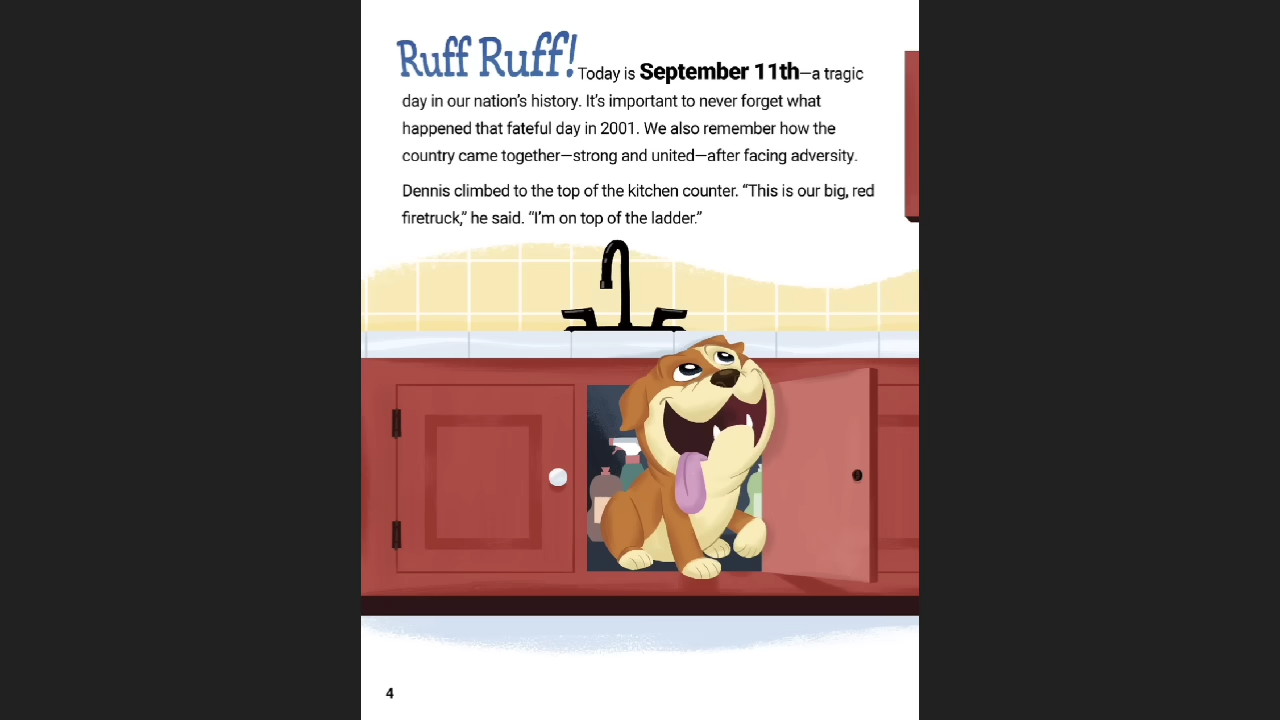 Ruff Ruff! Today is September 11th—a tragic
day in our nation’s history. It’s important to never forget what
happened that fateful day in 2001. We also remember how the
country came together—strong and united—after facing adversity.
Dennis climbed to the top of the kitchen counter. “This is our big, red
firetruck,” he said. “I’m on top of the ladder.”
4